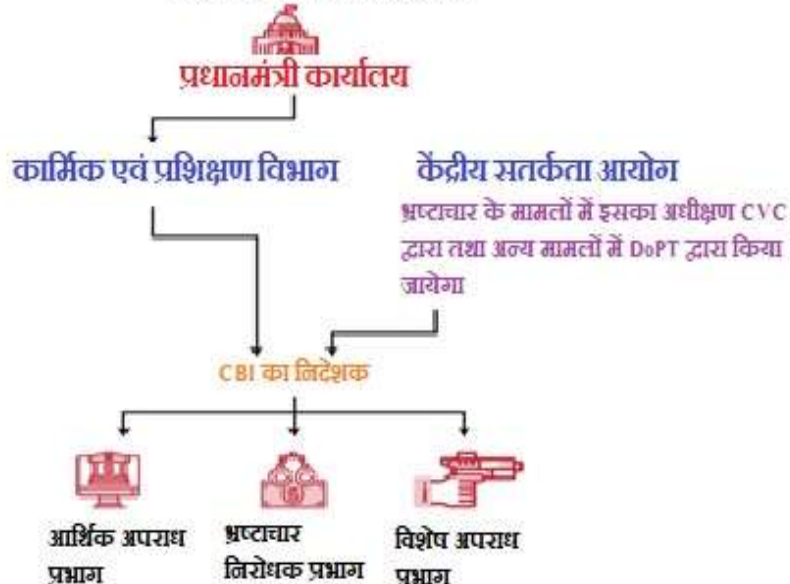 प्रधानमंत्री कार्यालय
कार्मिक एवं प्रशिक्षण विभाग
केंद्रीय सतर्कता आयोग
भ्रष्टाचार के मामलों में इसका अधीक्षण CVC
द्वारा तथा अन्य मामलों में DoPT द्वारा किया
जायेगा
CBI का निदेशक
आर्थिक अपराध
प्रभाग
भ्रष्टाचार
निरोधक प्रभाग
विशेष अपराध
प्रभाग